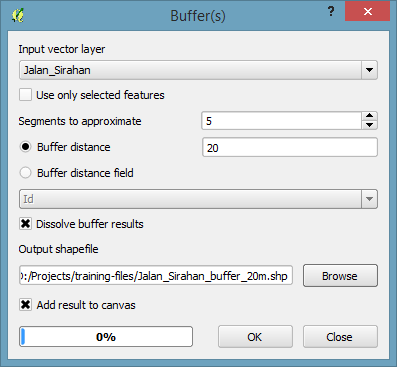 Buffer(s)
?
Input vector layer
Jalan_Sirahan
Use only selected features
Segments to approximate
5
Buffer distance
20
Buffer distance field
Id
Dissolve buffer results
Output shapefile
D:/Projects/training-files/Jalan_Sirahan_buffer_20m.shp
Browse
Add result to canvas
0%
OK
Close